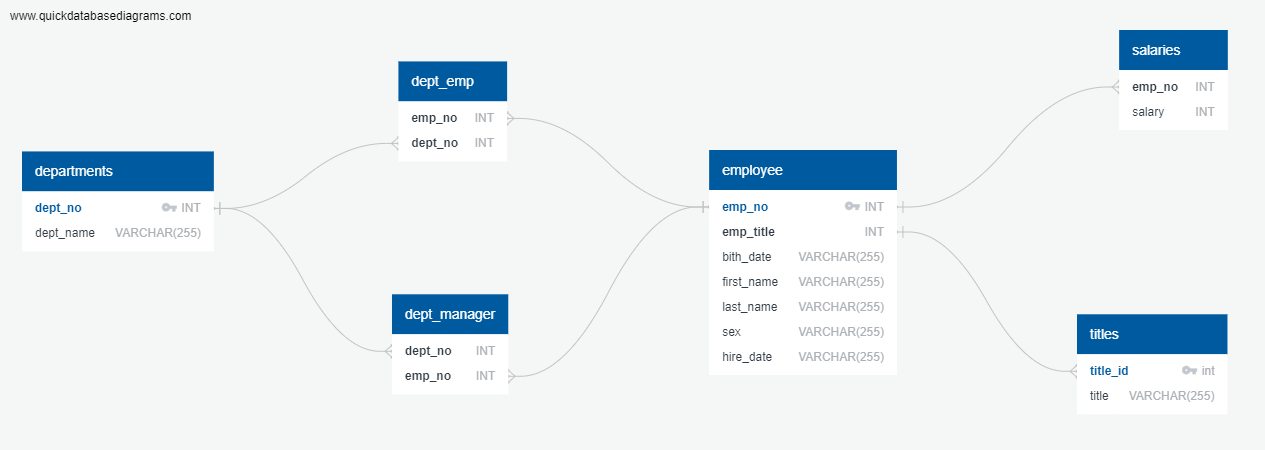 www.quickdatabasediagrams.com
departments
dept_no INT
dept_name VARCHAR(255)
dept_emp
emp_no INT
dept_no INT
dept_manager
dept_no INT
emp_no INT
employee
emp_no INT
emp_title INT
bith_date VARCHAR(255)
first_name VARCHAR(255)
last_name VARCHAR(255)
sex VARCHAR(255)
hire_date VARCHAR(255)
salaries
emp_no INT
salary INT
titles
title_id int
title VARCHAR(255)